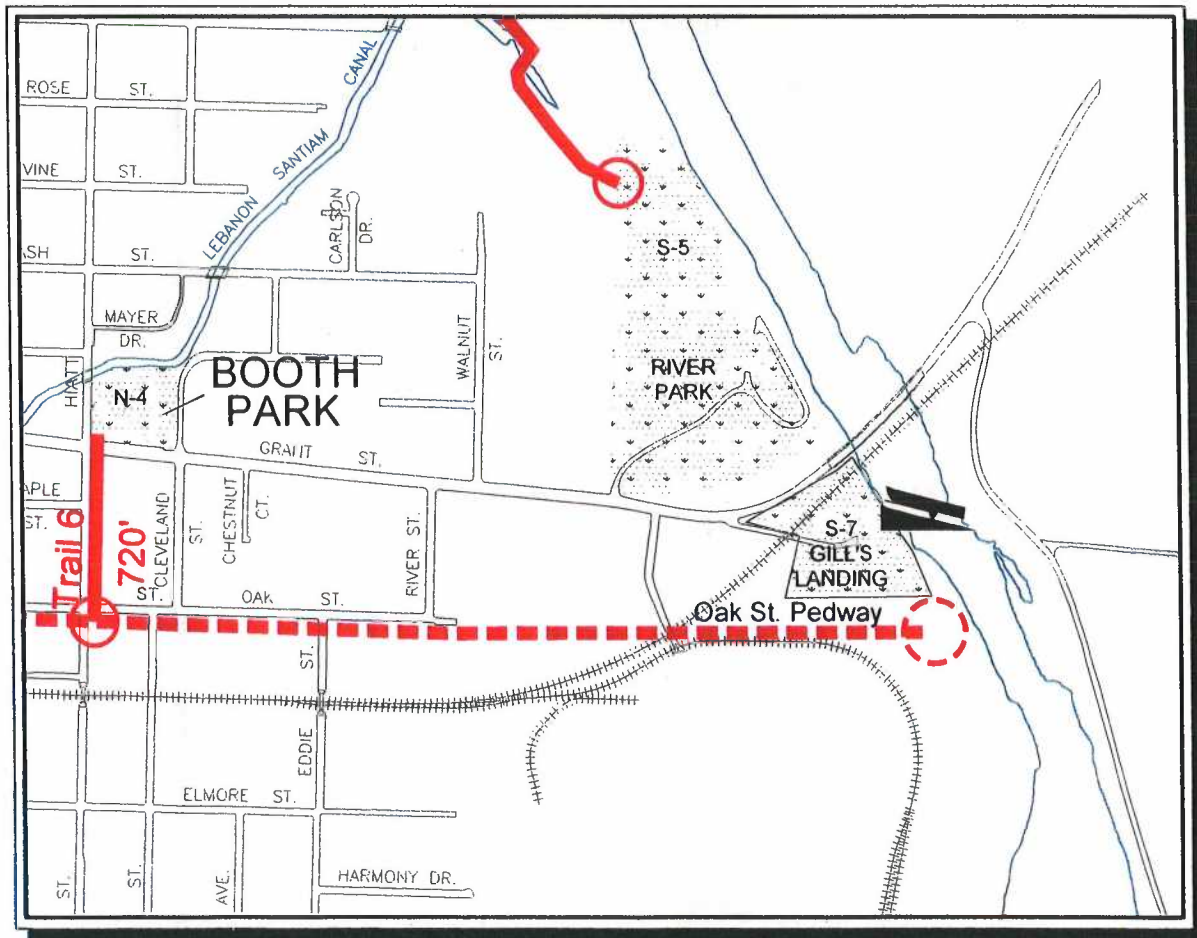 ROSE ST.
VINE ST.
ASH ST.
LEBANON SANTIAM CANAL
CARLSON
DR.
MAYER
DR.
HIATT
N-4
BOOTH
PARK
WALNUT
ST.
S-5
RIVER
PARK
GRANT ST.
APLE
ST.
Trail 6
720'
CLEVELAND
ST.
CHESTNUT
CT.
RIVER ST.
ST.
OAK ST.
S-7
GILL'S
LANDING
Oak St. Pedway
EDDIE ST.
ELMORE ST.
HARMONY DR.
ST.
ST.
AVE.